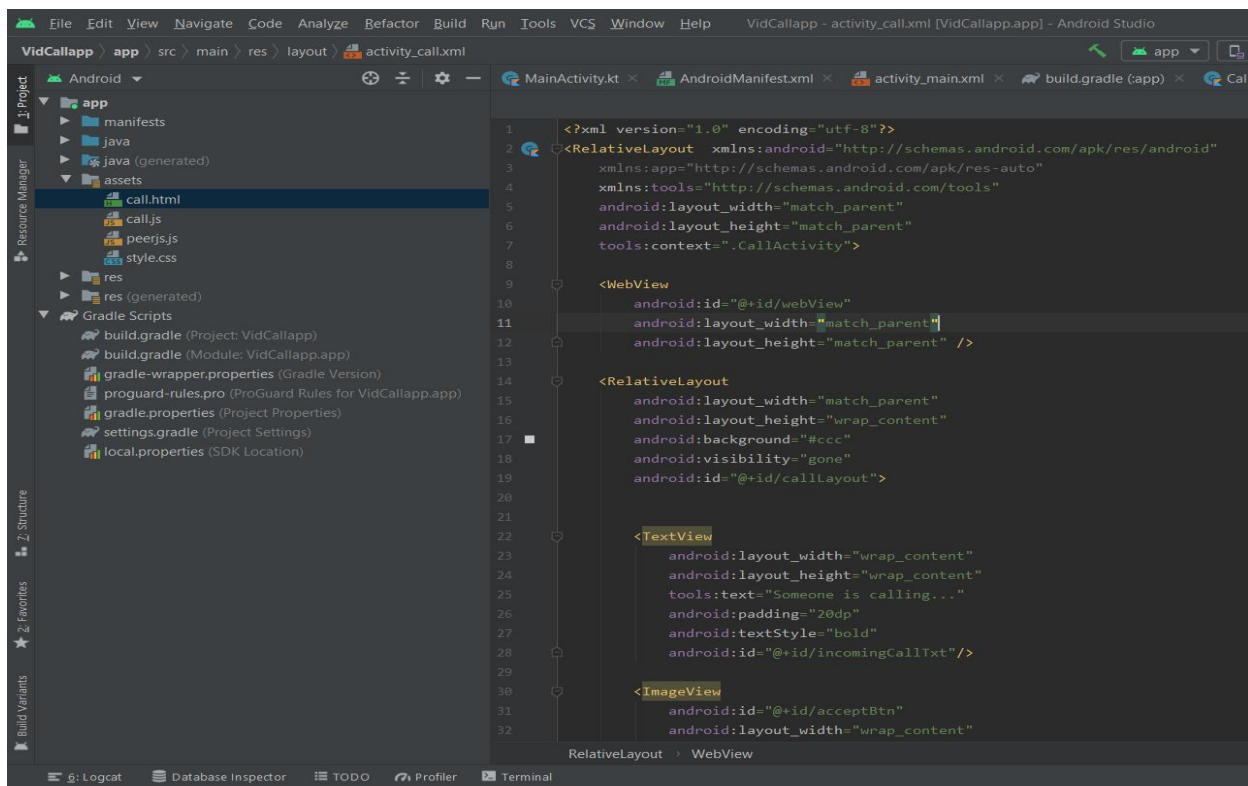 File Edit View Navigate Code Analyze Refactor Build Run Tools VCS Window Help VidCallapp - activity_call.xml [VidCallapp.app] - Android Studio
VidCallapp app src main res layout activity_call.xml app
1: Project
Resource Manager
Z: Structure
2: Favorites
Build Variants
Android
app
manifests
java
java (generated)
assets
call.html
call.js
peerjs.js
style.css
res
res (generated)
Gradle Scripts
build.gradle (Project: VidCallapp)
build.gradle (Module: VidCallapp.app)
gradle-wrapper.properties (Gradle Version)
proguard-rules.pro (ProGuard Rules for VidCallapp.app)
gradle.properties (Project Properties)
settings.gradle (Project Settings)
local.properties (SDK Location)
MainActivity.kt AndroidManifest.xml activity_main.xml build.gradle (:app) Cal
1 <?xml version="1.0" encoding="utf-8"?>
2 <RelativeLayout xmlns:android="http://schemas.android.com/apk/res/android"
3 xmlns:app="http://schemas.android.com/apk/res-auto"
4 xmlns:tools="http://schemas.android.com/tools"
5 android:layout_width="match_parent"
6 android:layout_height="match_parent"
7 tools:context=".CallActivity">
8
9 <WebView
10 android:id="@+id/webView"
11 android:layout_width="match_parent"
12 android:layout_height="match_parent" />
13
14 <RelativeLayout
15 android:layout_width="match_parent"
16 android:layout_height="wrap_content"
17 android:background="#ccc"
18 android:visibility="gone"
19 android:id="@+id/callLayout">
20
21
22 <TextView
23 android:layout_width="wrap_content"
24 android:layout_height="wrap_content"
25 tools:text="Someone is calling..."
26 android:padding="20dp"
27 android:textStyle="bold"
28 android:id="@+id/incomingCallTxt"/>
29
30 <ImageView
31 android:id="@+id/acceptBtn"
32 android:layout_width="wrap_content"
RelativeLayout WebView
6: Logcat Database Inspector TODO Profiler Terminal